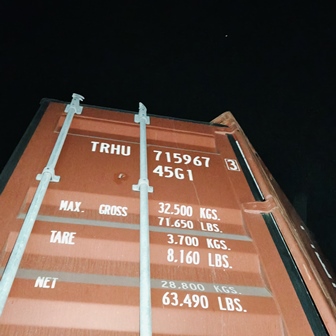 TRHU 715967 3
45G1
MAX. GROSS 32.500 KGS.
71.650 LBS.
TARE 3.700 KGS.
8.160 LBS.
NET 28.800 KGS.
63.490 LBS.